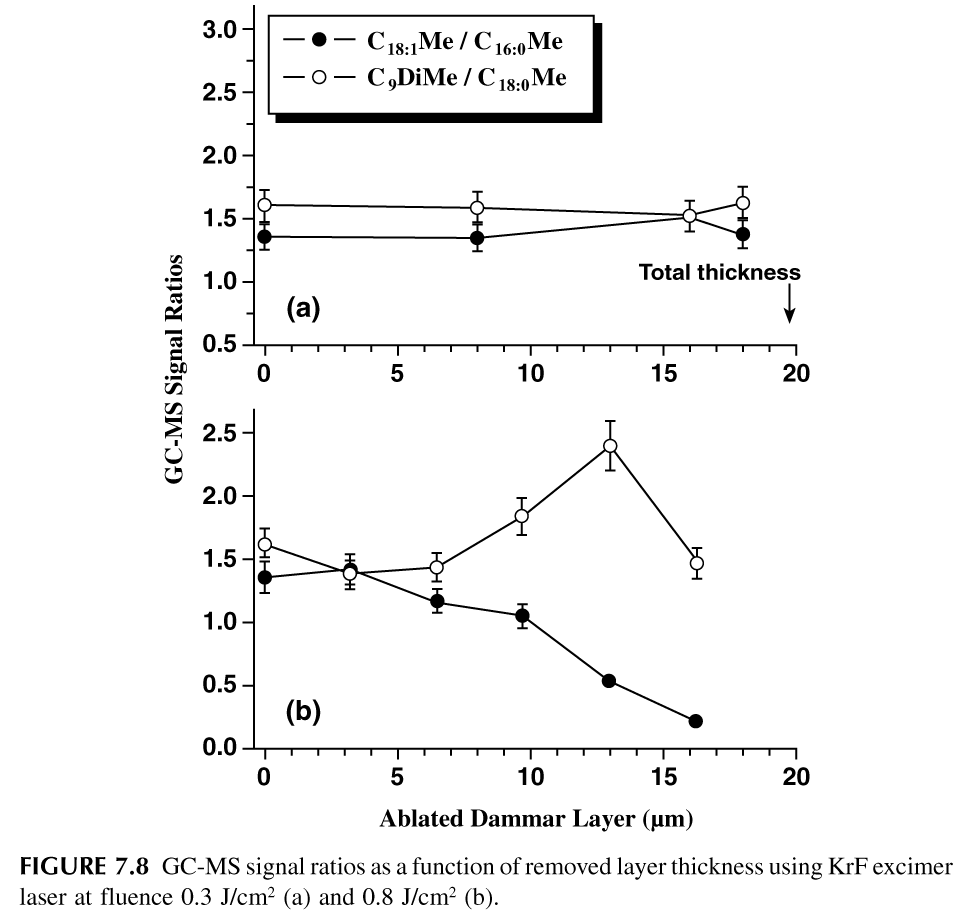 3.0
C18:1Me / C16:0Me
C9DiMe / C18:0Me
2.5
2.0
1.5
1.0
0.5
Total thickness
(a)
0 5 10 15 20
GC-MS Signal Ratios
2.5
2.0
1.5
1.0
0.5
0.0
(b)
0 5 10 15 20
Ablated Dammar Layer (µm)
FIGURE 7.8 GC-MS signal ratios as a function of removed layer thickness using KrF excimer
laser at fluence 0.3 J/cm² (a) and 0.8 J/cm² (b).